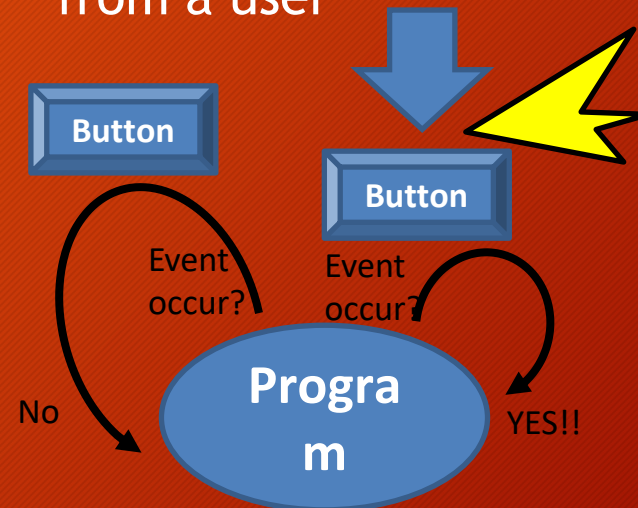 from a user
Button
Button
Event
occur?
Event
occur?
Progra
m
No
YES!!